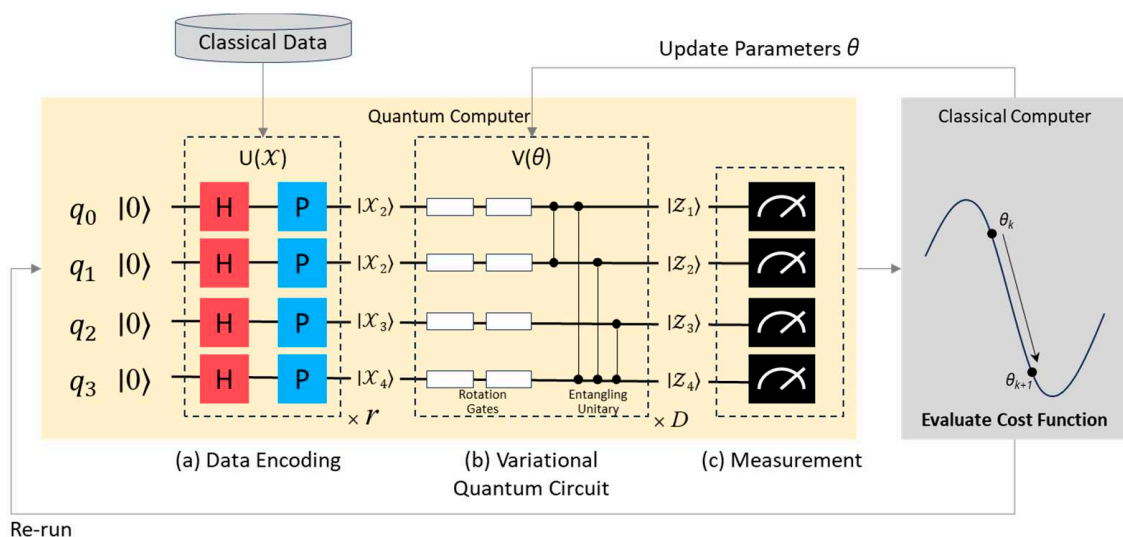 Classical Data
Update Parameters θ
Quantum Computer
Classical Computer
U(𝒳)
V(θ)
q₀ |0⟩ H P |𝒳₂⟩ |𝒵₁⟩
q₁ |0⟩ H P |𝒳₂⟩ |𝒵₂⟩
q₂ |0⟩ H P |𝒳₃⟩ |𝒵₃⟩
q₃ |0⟩ H P |𝒳₄⟩ |𝒵₄⟩
θₖ
θₖ₊₁
Rotation
Gates
Entangling
Unitary
× r
× D
Evaluate Cost Function
(a) Data Encoding
(b) Variational
Quantum Circuit
(c) Measurement
Re-run